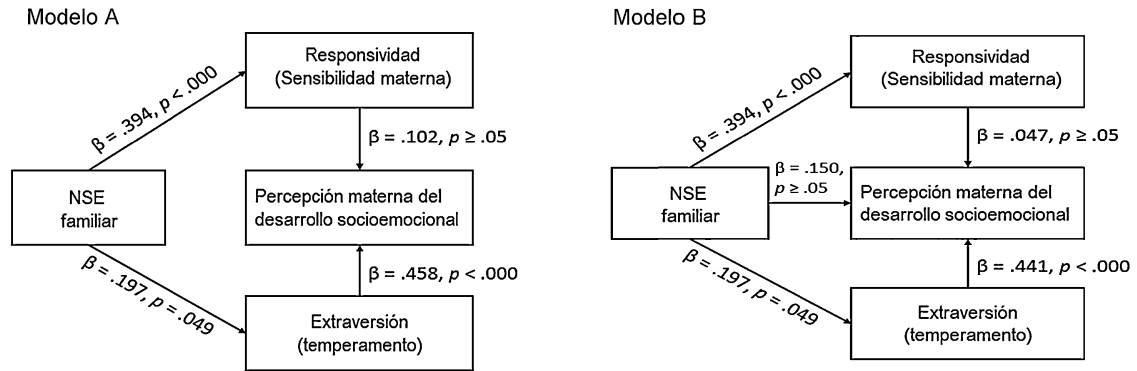 Modelo A
Responsividad
(Sensibilidad materna)
β = .394, p < .000
β = .102, p ≥ .05
NSE
familiar
Percepción materna del
desarrollo socioemocional
β = .197, p = .049
β = .458, p < .000
Extraversión
(temperamento)
Modelo B
Responsividad
(Sensibilidad materna)
β = .394, p < .000
β = .047, p ≥ .05
β = .150,
p ≥ .05
NSE
familiar
Percepción materna del
desarrollo socioemocional
β = .197, p = .049
β = .441, p < .000
Extraversión
(temperamento)